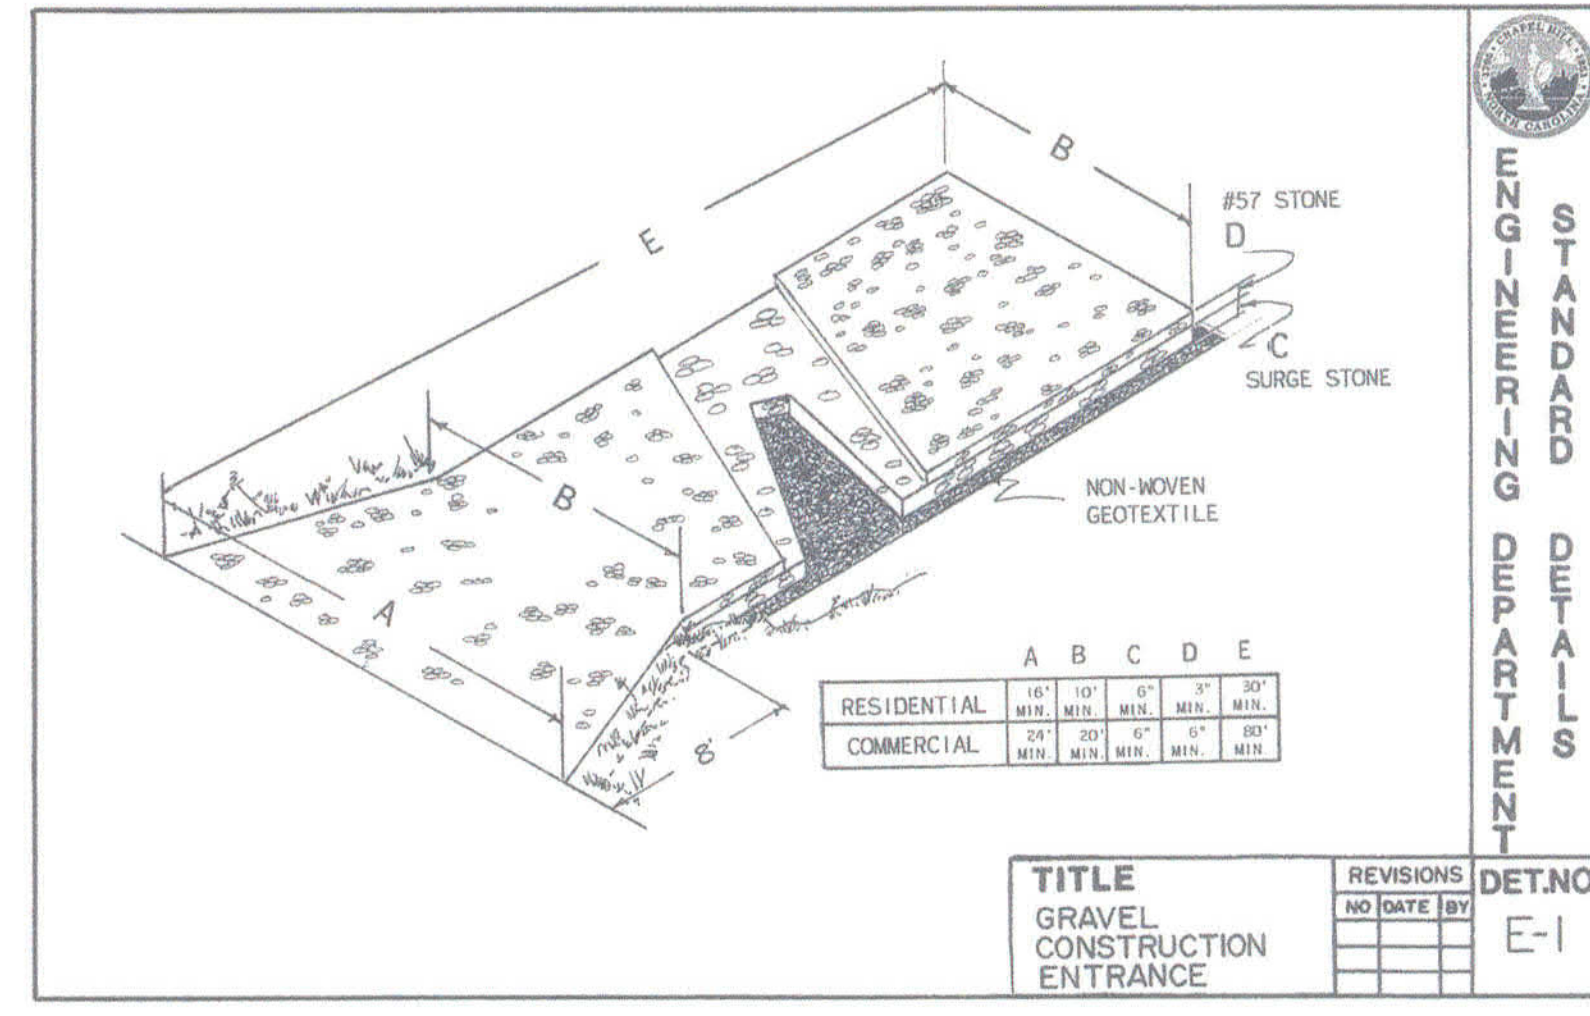 CHAPEL HILL
NORTH CAROLINA
ENGINEERING DEPARTMENT
STANDARD DETAILS
B
E
#57 STONE
D
C
SURGE STONE
B
NON-WOVEN
GEOTEXTILE
A
8'
A B C D E
RESIDENTIAL 16' MIN. 10' MIN. 6" MIN. 3" MIN. 30' MIN.
COMMERCIAL 24' MIN. 20' MIN. 6" MIN. 6" MIN. 80' MIN.
TITLE
GRAVEL
CONSTRUCTION
ENTRANCE
REVISIONS
NO DATE BY
DET.NO
E-1